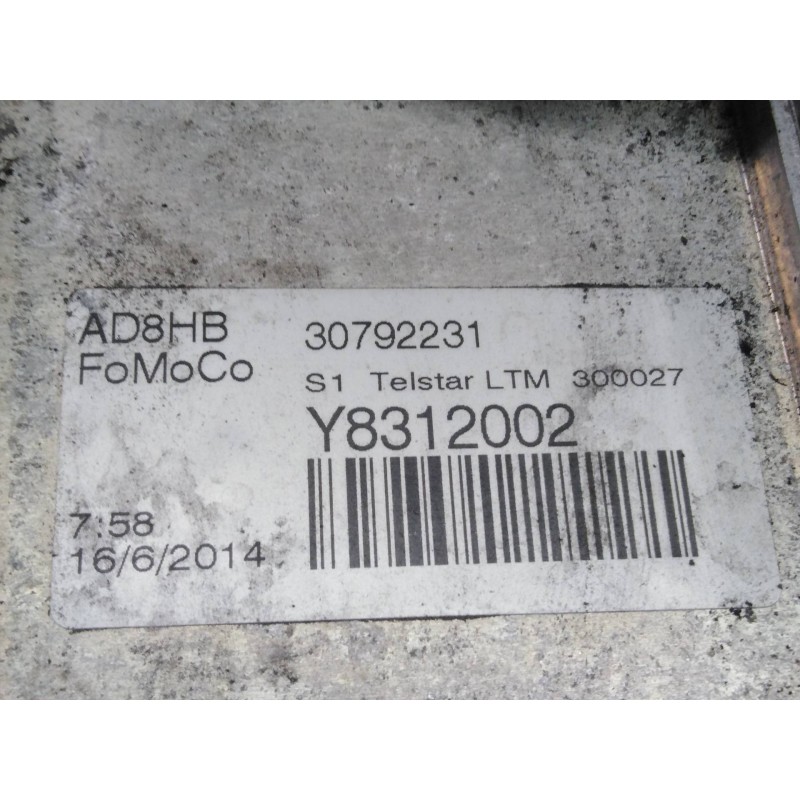 AD8HB 30792231
FoMoCo S1 Telstar LTM 300027
Y8312002
7:58
16/6/2014